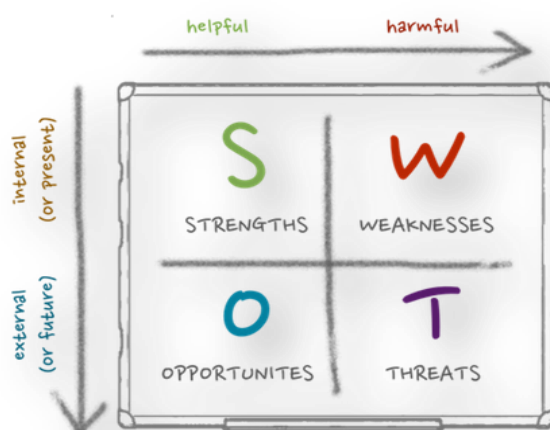 helpful
harmful
internal
(or present)
S
W
STRENGTHS
WEAKNESSES
external
(or future)
O
T
OPPORTUNITES
THREATS